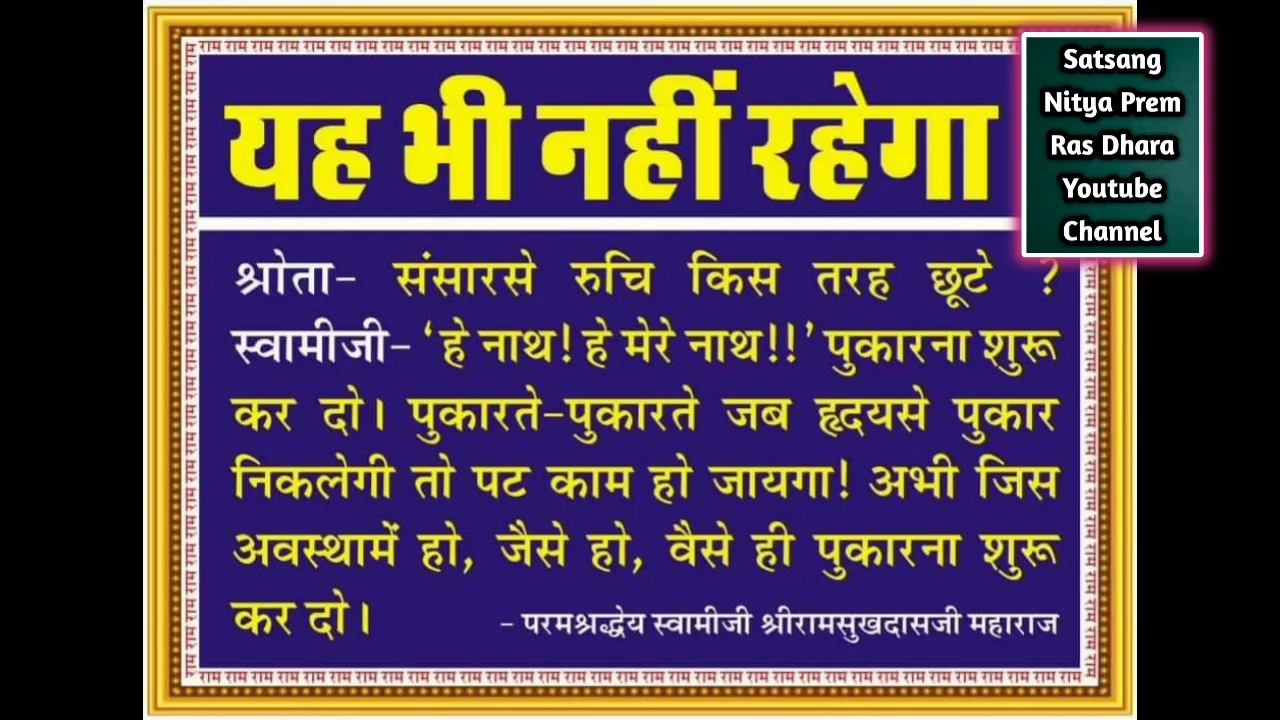 राम राम राम राम राम राम राम राम राम राम राम राम राम राम राम राम राम राम राम राम राम राम राम राम राम राम राम राम राम राम राम
यह भी नहीं रहेगा
Satsang
Nitya Prem
Ras Dhara
Youtube
Channel
श्रोता- संसारसे रुचि किस तरह छूटे ?
स्वामीजी- ‘हे नाथ! हे मेरे नाथ!!’ पुकारना शुरू
कर दो। पुकारते-पुकारते जब हृदयसे पुकार
निकलेगी तो पट काम हो जायगा! अभी जिस
अवस्थामें हो, जैसे हो, वैसे ही पुकारना शुरू
कर दो।
- परमश्रद्धेय स्वामीजी श्रीरामसुखदासजी महाराज
राम राम राम राम राम राम राम राम राम राम राम राम राम राम राम राम राम राम राम राम राम राम राम राम राम राम राम राम राम राम राम राम राम